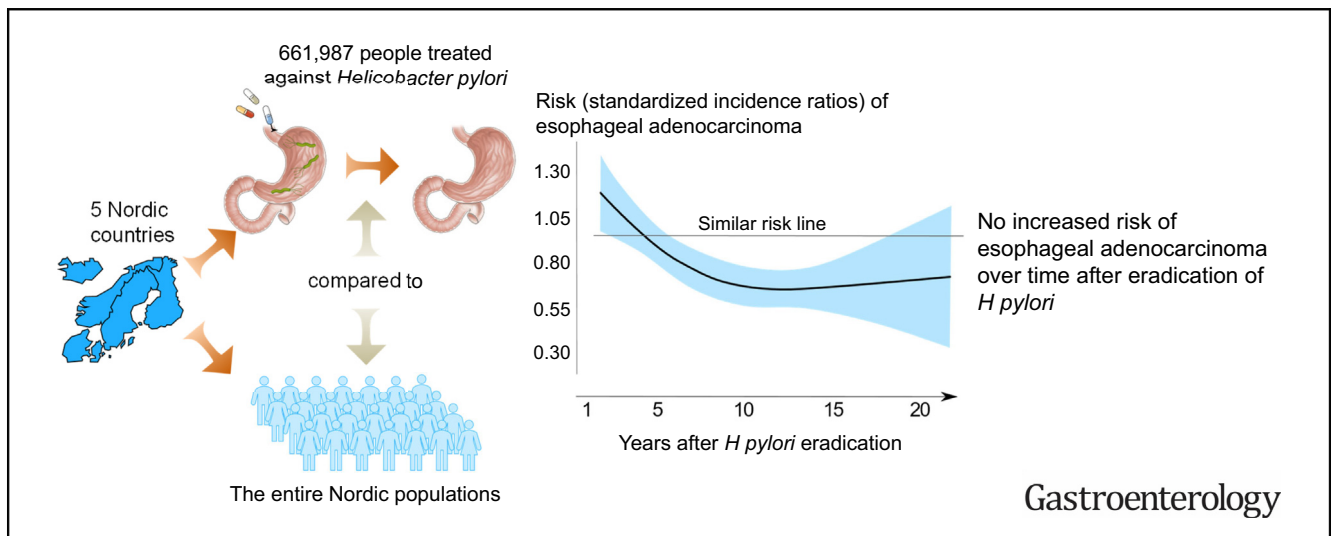 661,987 people treated
against Helicobacter pylori
5 Nordic
countries
compared to
The entire Nordic populations
Risk (standardized incidence ratios) of
esophageal adenocarcinoma
1.30
1.05
0.80
0.55
0.30
Similar risk line
1 5 10 15 20
Years after H pylori eradication
No increased risk of
esophageal adenocarcinoma
over time after eradication of
H pylori
Gastroenterology